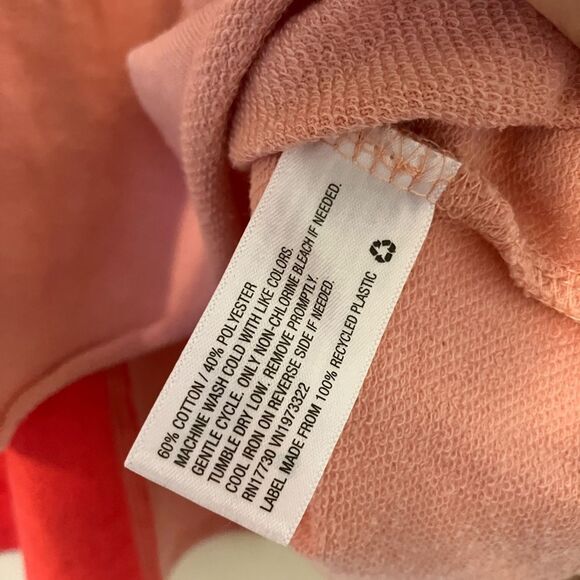 60% COTTON / 40% POLYESTER
MACHINE WASH COLD WITH LIKE COLORS.
GENTLE CYCLE. ONLY NON-CHLORINE BLEACH IF NEEDED.
TUMBLE DRY LOW. REMOVE PROMPTLY.
COOL IRON ON REVERSE SIDE IF NEEDED.
RN17730 VN1973322
LABEL MADE FROM 100% RECYCLED PLASTIC